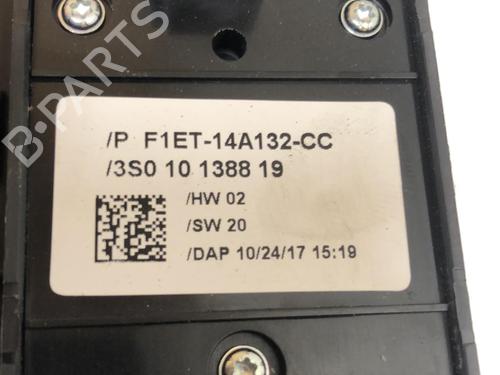 B-PARTS
/P F1ET-14A132-CC
/3S0 10 1388 19
/HW 02
/SW 20
/DAP 10/24/17 15:19